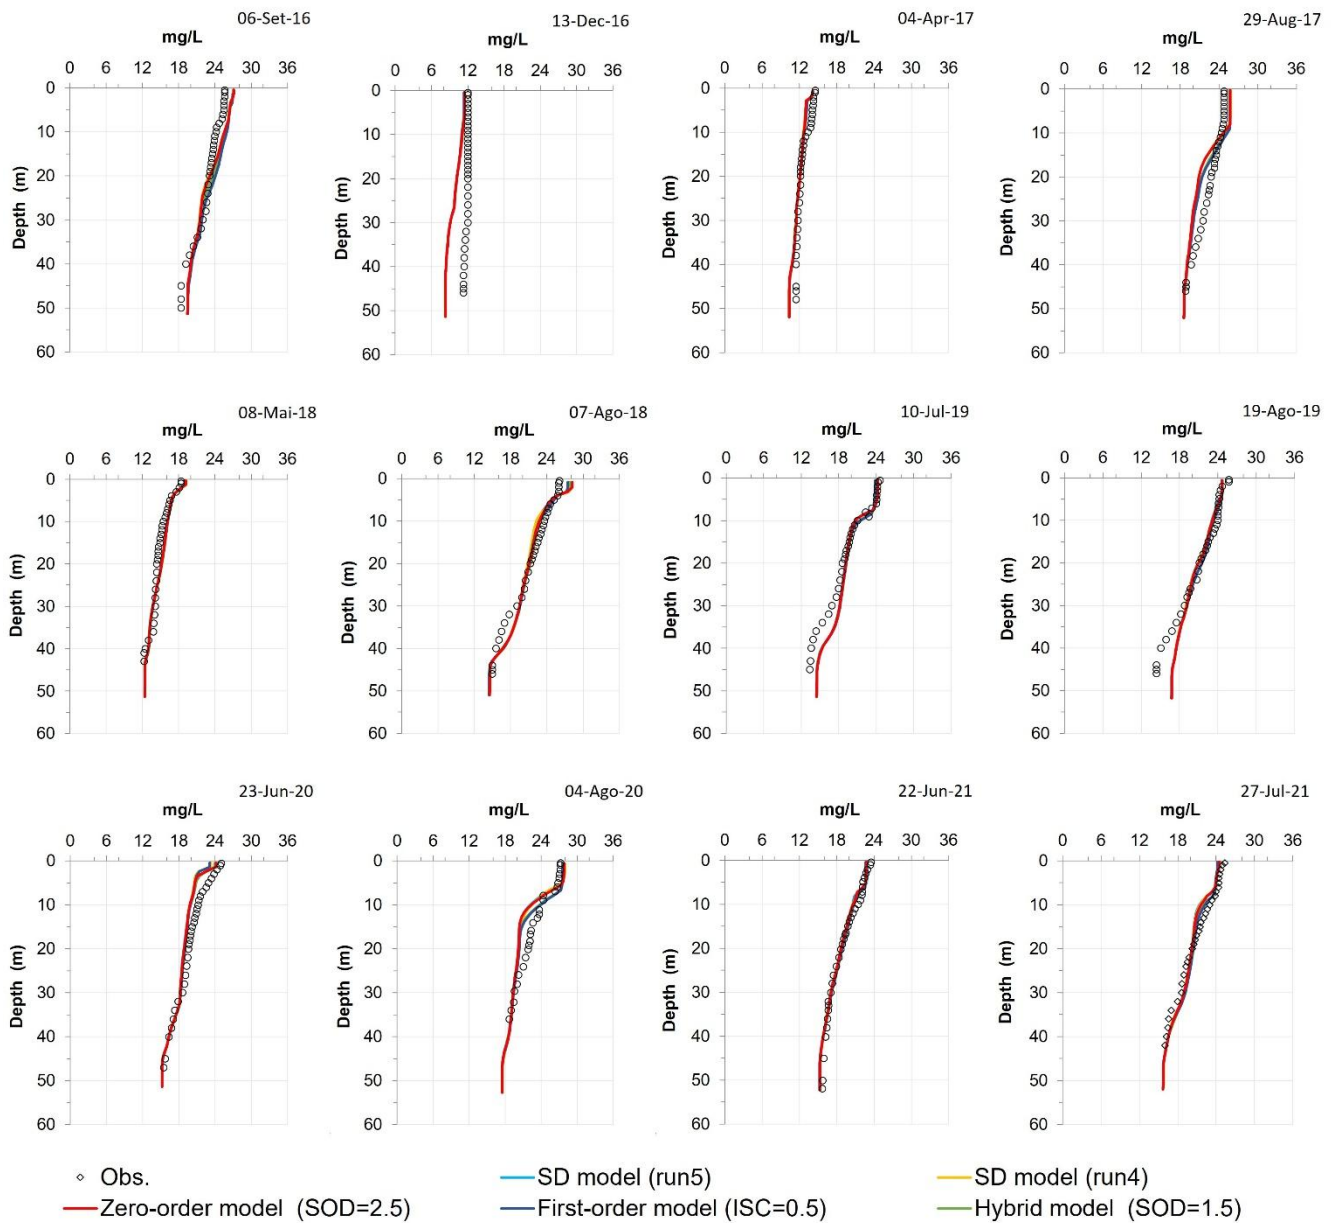 06-Set-16
mg/L
0 6 12 18 24 30 36
0
10
20
30
40
50
60
Depth (m)
13-Dec-16
mg/L
0 6 12 18 24 30 36
0
10
20
30
40
50
60
Depth (m)
04-Apr-17
mg/L
0 6 12 18 24 30 36
0
10
20
30
40
50
60
Depth (m)
29-Aug-17
mg/L
0 6 12 18 24 30 36
0
10
20
30
40
50
60
Depth (m)
08-Mai-18
mg/L
0 6 12 18 24 30 36
0
10
20
30
40
50
60
Depth (m)
07-Ago-18
mg/L
0 6 12 18 24 30 36
0
10
20
30
40
50
60
Depth (m)
10-Jul-19
mg/L
0 6 12 18 24 30 36
0
10
20
30
40
50
60
Depth (m)
19-Ago-19
mg/L
0 6 12 18 24 30 36
0
10
20
30
40
50
60
Depth (m)
23-Jun-20
mg/L
0 6 12 18 24 30 36
0
10
20
30
40
50
60
Depth (m)
04-Ago-20
mg/L
0 6 12 18 24 30 36
0
10
20
30
40
50
60
Depth (m)
22-Jun-21
mg/L
0 6 12 18 24 30 36
0
10
20
30
40
50
60
Depth (m)
27-Jul-21
mg/L
0 6 12 18 24 30 36
0
10
20
30
40
50
60
Depth (m)
Obs.
SD model (run5)
SD model (run4)
Zero-order model (SOD=2.5)
First-order model (ISC=0.5)
Hybrid model (SOD=1.5)